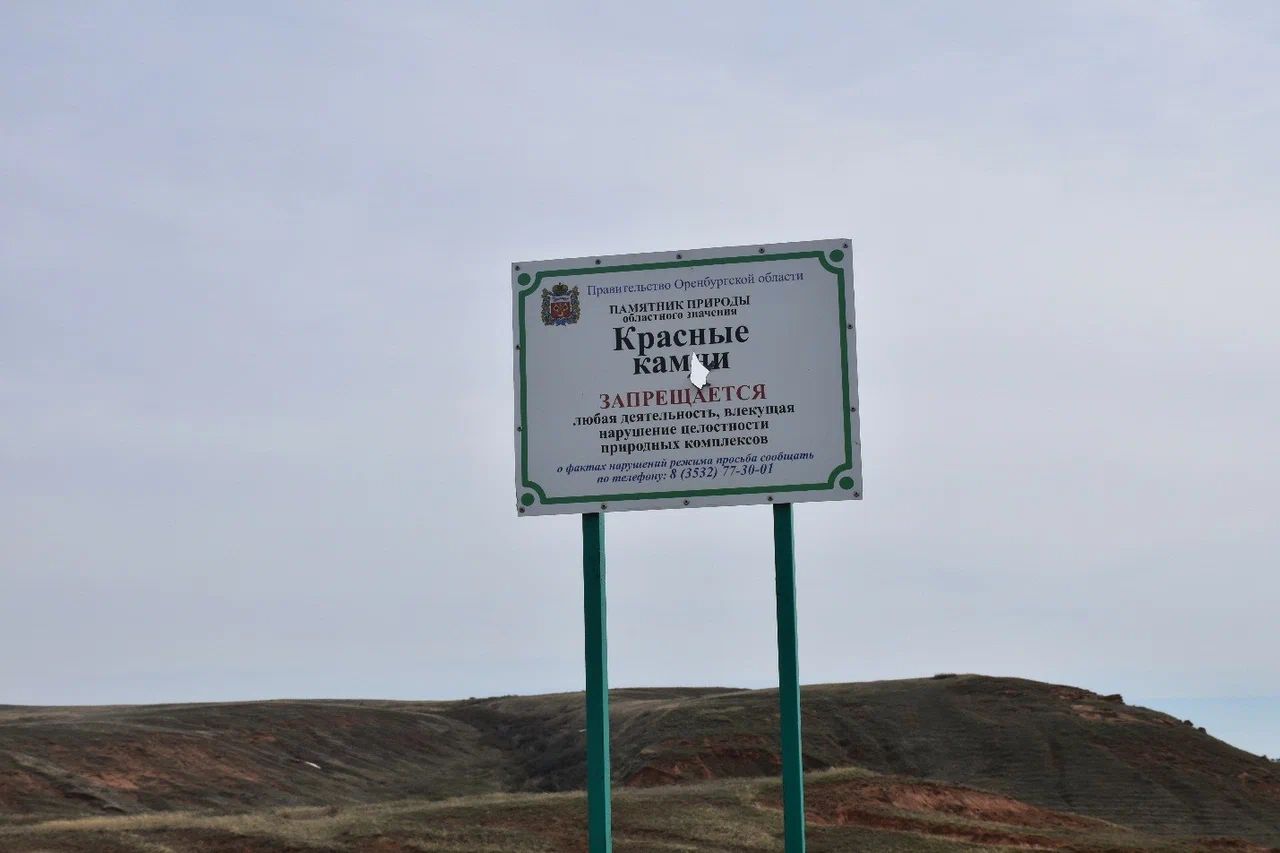 Правительство Оренбургской области
ПАМЯТНИК ПРИРОДЫ
областного значения
Красные
камни
ЗАПРЕЩАЕТСЯ
любая деятельность, влекущая
нарушение целостности
природных комплексов
о фактах нарушений режима просьба сообщать
по телефону: 8 (3532) 77-30-01